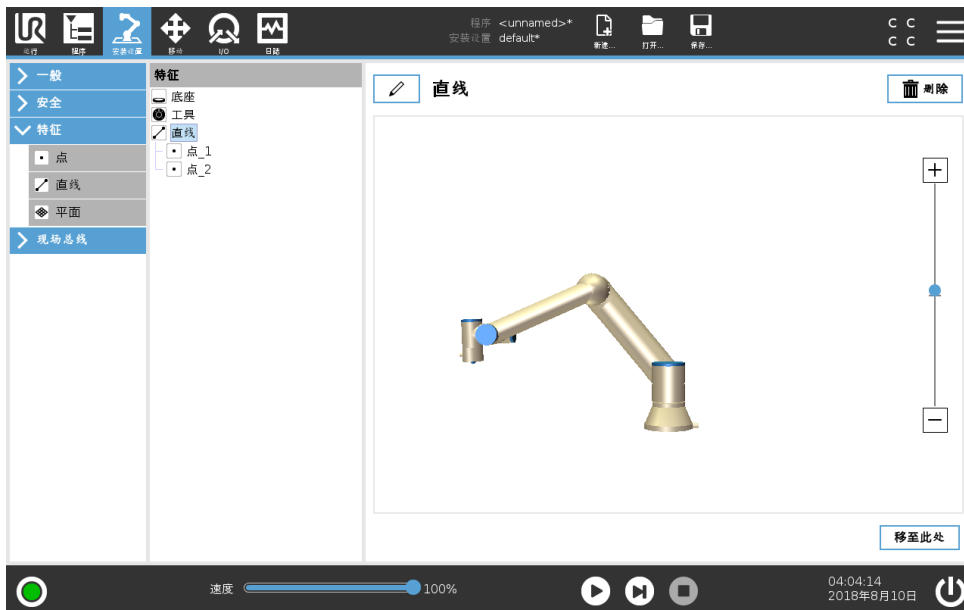 UR
运行
程序
安装设置
移动
I/O
日志
程序 <unnamed>*
安装设置 default*
新建...
打开...
保存...
C C
C C
一般
安全
特征
点
直线
平面
现场总线
特征
底座
工具
直线
点_1
点_2
直线
删除
移至此处
速度 100%
04:04:14
2018年8月10日